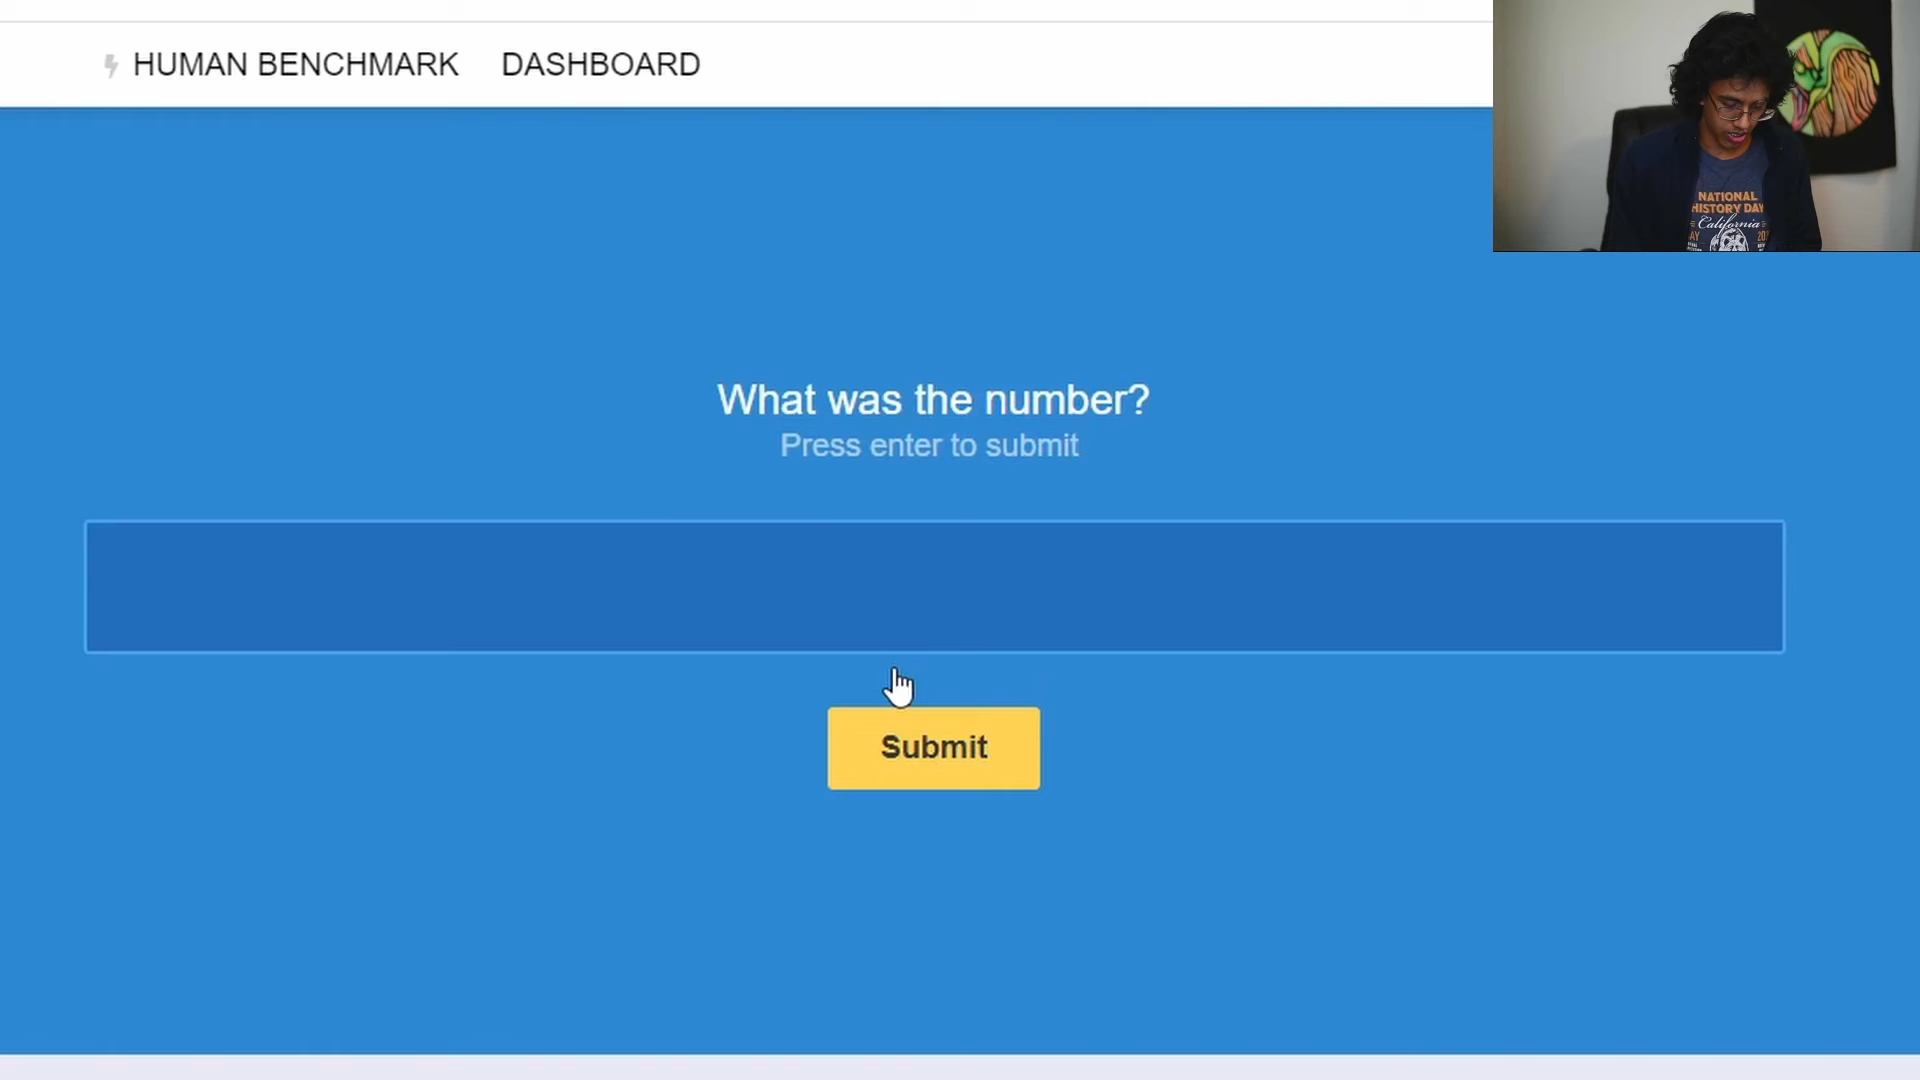 HUMAN BENCHMARK DASHBOARD
NATIONAL
HISTORY DAY
California
What was the number?
Press enter to submit
Submit